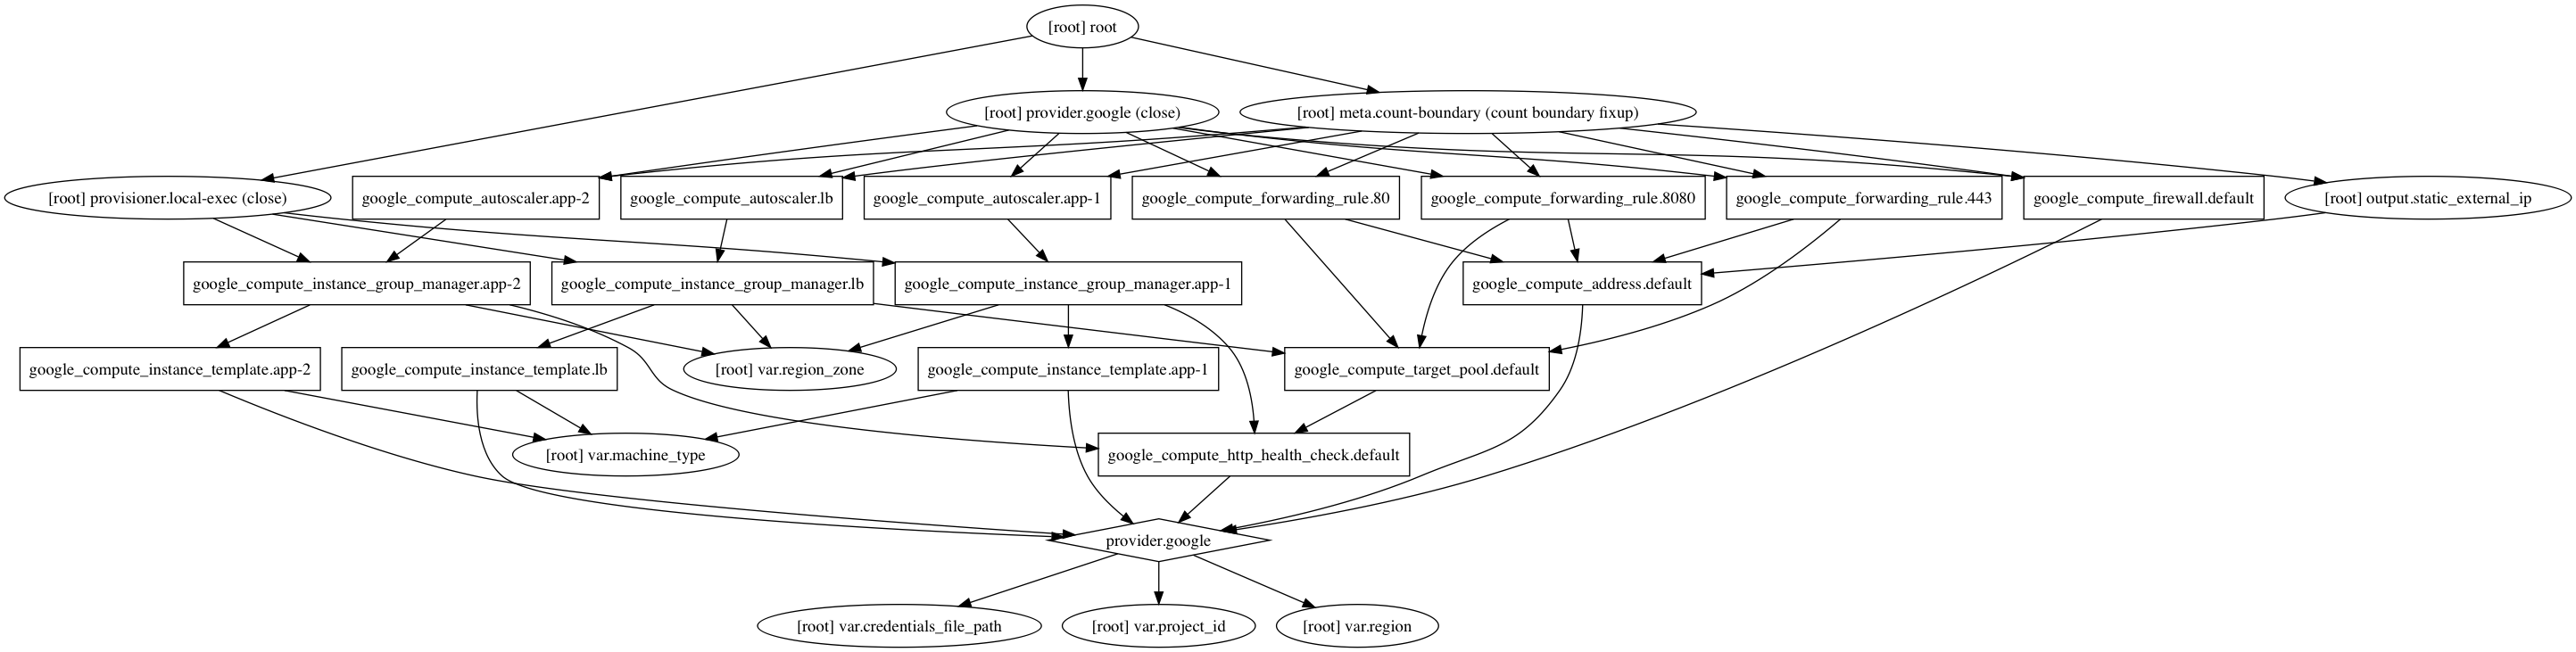 [root] root
[root] provider.google (close)
[root] meta.count-boundary (count boundary fixup)
[root] provisioner.local-exec (close)
google_compute_autoscaler.app-2
google_compute_autoscaler.lb
google_compute_autoscaler.app-1
google_compute_forwarding_rule.80
google_compute_forwarding_rule.8080
google_compute_forwarding_rule.443
google_compute_firewall.default
[root] output.static_external_ip
google_compute_instance_group_manager.app-2
google_compute_instance_group_manager.lb
google_compute_instance_group_manager.app-1
google_compute_address.default
google_compute_instance_template.app-2
google_compute_instance_template.lb
[root] var.region_zone
google_compute_instance_template.app-1
google_compute_target_pool.default
[root] var.machine_type
google_compute_http_health_check.default
provider.google
[root] var.credentials_file_path
[root] var.project_id
[root] var.region